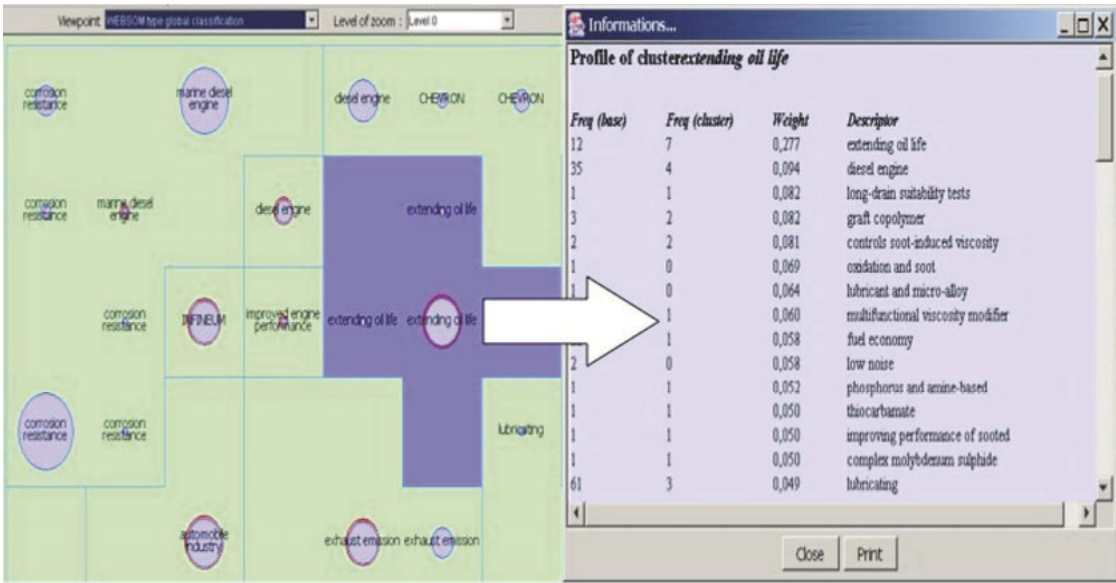 Viewpoint WEBSOM type global classification Level of zoom : Level 0
corrosion
resistance
marine diesel
engine
diesel engine
CHEVRON
CHEVRON
corrosion
resistance
marine diesel
engine
diesel engine
extending oil life
corrosion
resistance
INFINEUM
improved engine
performance
extending oil life
extending oil life
corrosion
resistance
corrosion
resistance
lubricating
automobile
industry
exhaust emission
exhaust emission
Informations...
Profile of clusterextending oil life
Freq (base) Freq (cluster) Weight Descriptor
12 7 0,277 extending oil life
35 4 0,094 diesel engine
1 1 0,082 long-drain suitability tests
3 2 0,082 graft copolymer
2 2 0,081 controls soot-induced viscosity
1 0 0,069 oxidation and soot
1 0 0,064 lubricant and micro-alloy
1 0,060 multifunctional viscosity modifier
1 0,058 fuel economy
2 0 0,058 low noise
1 1 0,052 phosphorus and amine-based
1 1 0,050 thiocarbamate
1 1 0,050 improving performance of sooted
1 1 0,050 complex molybdenum sulphide
61 3 0,049 lubricating
Close Print